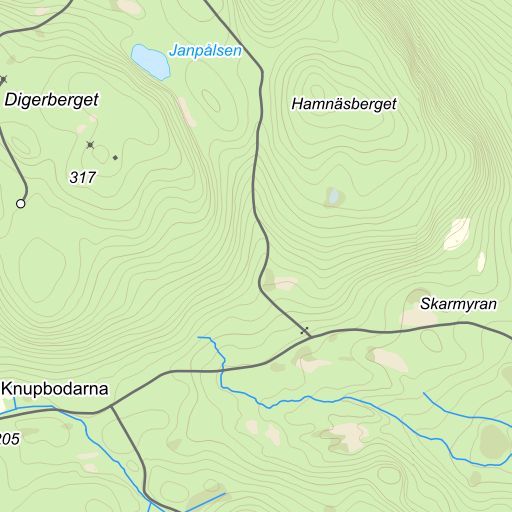 Janpålsen
Digerberget
Hamnäsberget
317
Skarmyran
Knupbodarna
205